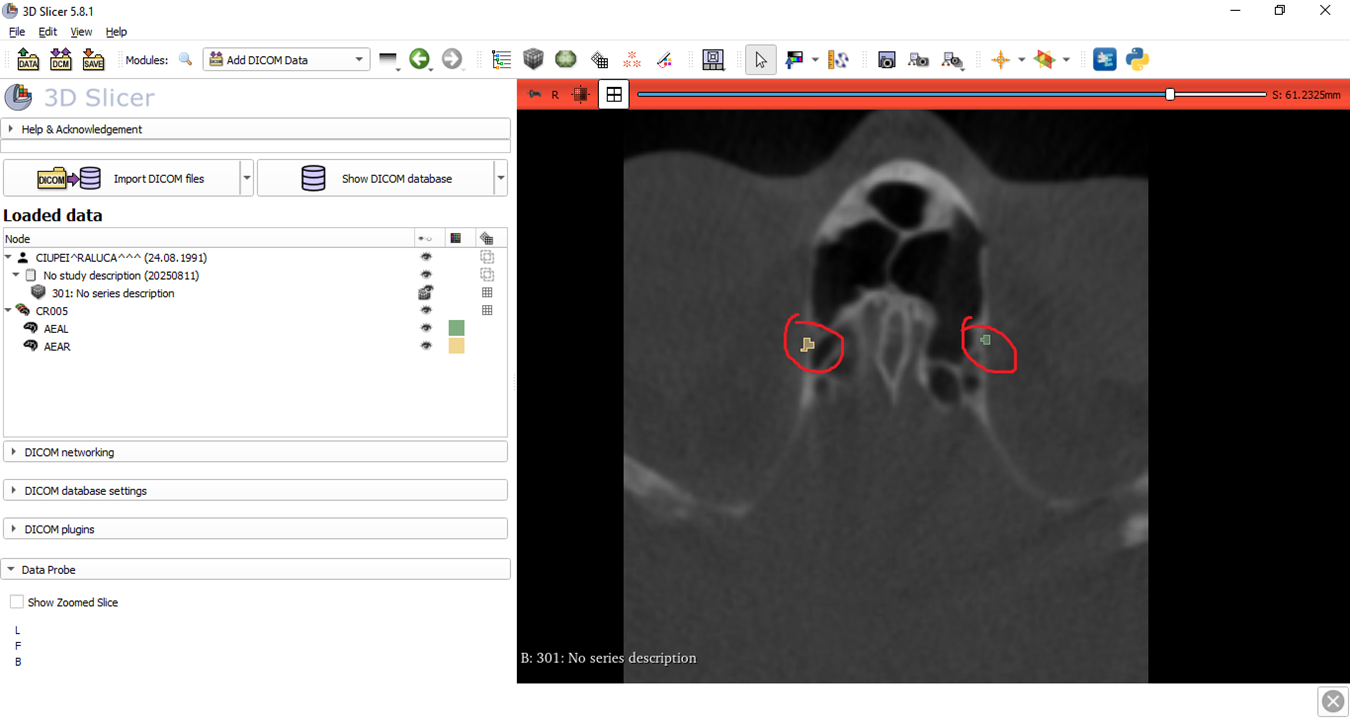 3D Slicer 5.8.1
File Edit View Help
DATA DCM SAVE Modules: Add DICOM Data
3D Slicer
R S: 61.2325mm
Help & Acknowledgement
DICOM Import DICOM files Show DICOM database
Loaded data
Node
CIUPEI^RALUCA^^^ (24.08.1991)
No study description (20250811)
301: No series description
CR005
AEAL
AEAR
DICOM networking
DICOM database settings
DICOM plugins
Data Probe
Show Zoomed Slice
L
F
B
B: 301: No series description